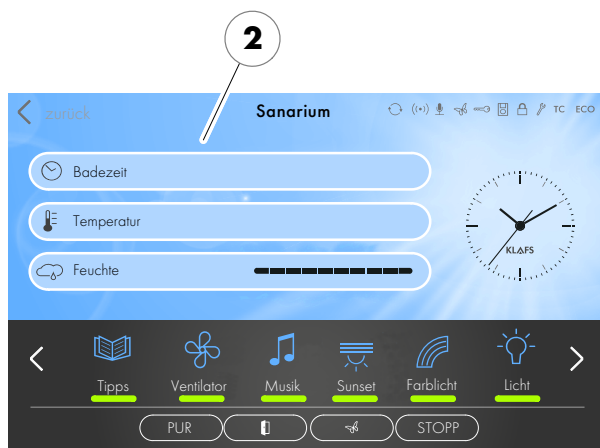 2
zurück Sanarium TC ECO
Badezeit
Temperatur
Feuchte
KLAFS
Tipps Ventilator Musik Sunset Farblicht Licht
PUR STOPP